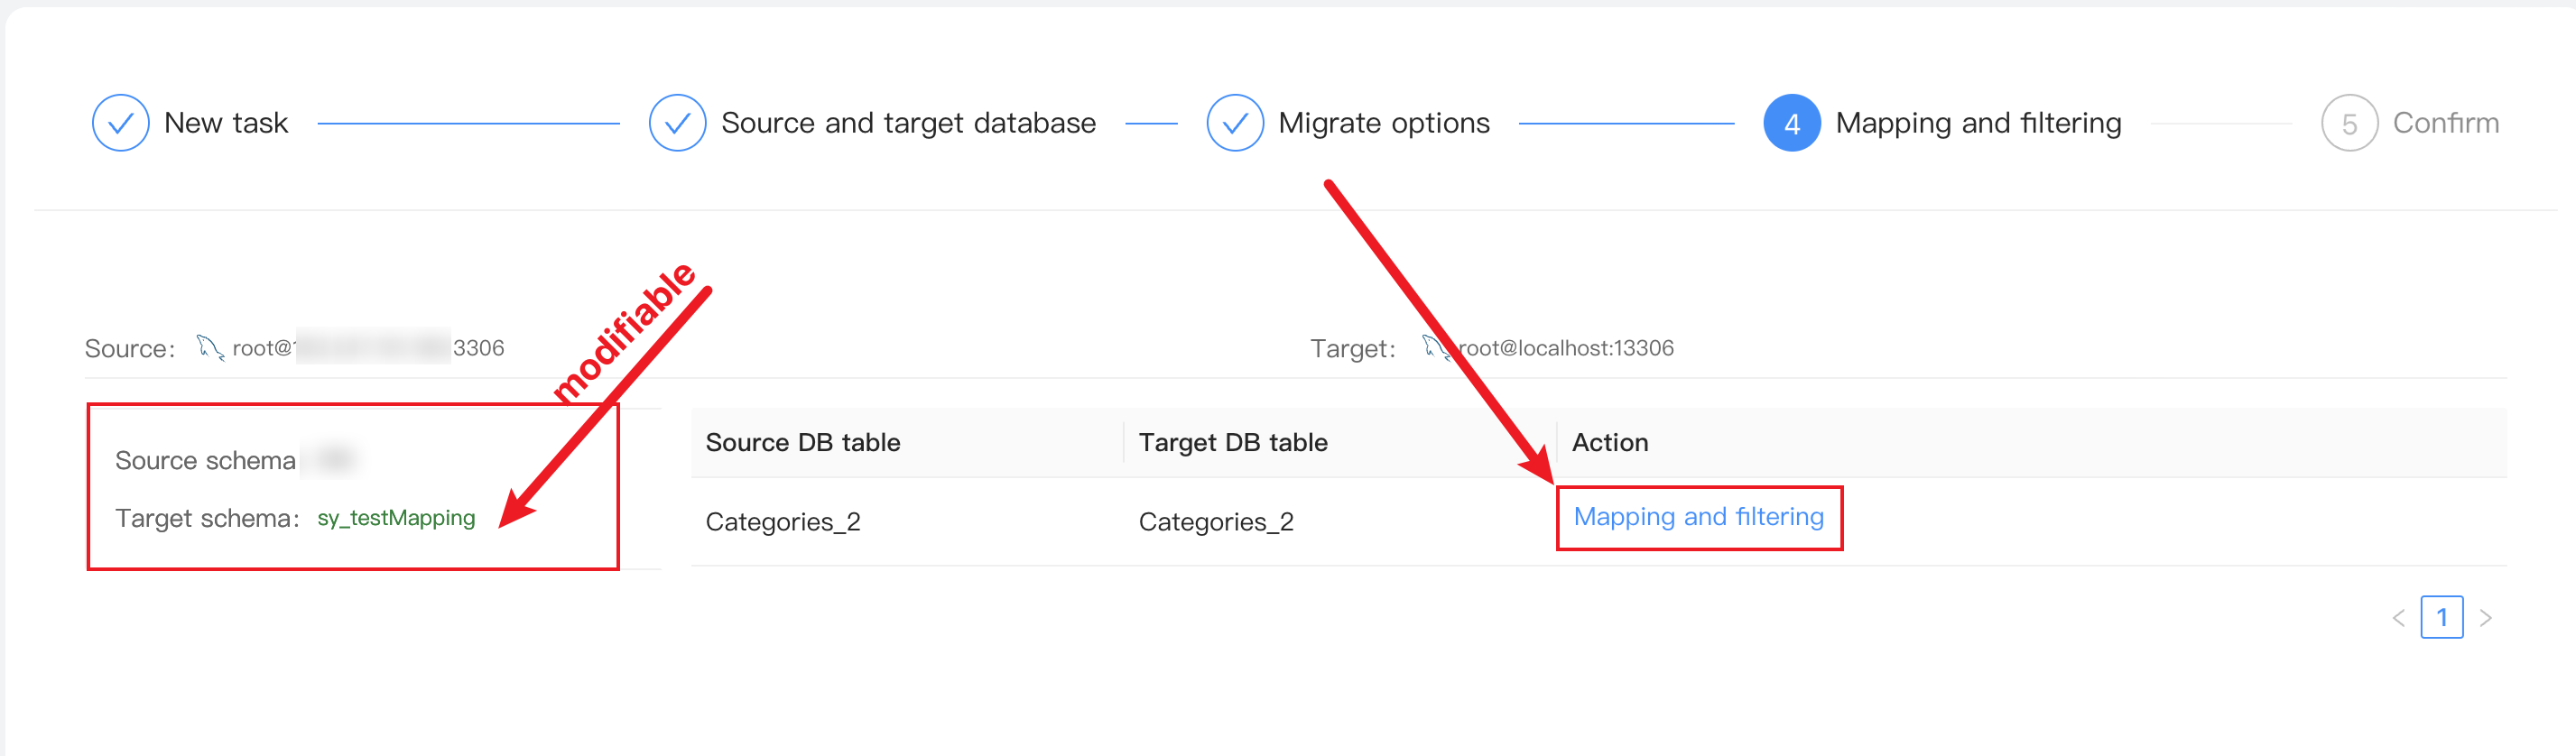 New task
Source and target database
Migrate options
4 Mapping and filtering
5 Confirm
modifiable
Source: root@ 3306
Target: root@localhost:13306
Source schema
Target schema: sy_testMapping
Source DB table Target DB table Action
Categories_2 Categories_2 Mapping and filtering
< 1 >